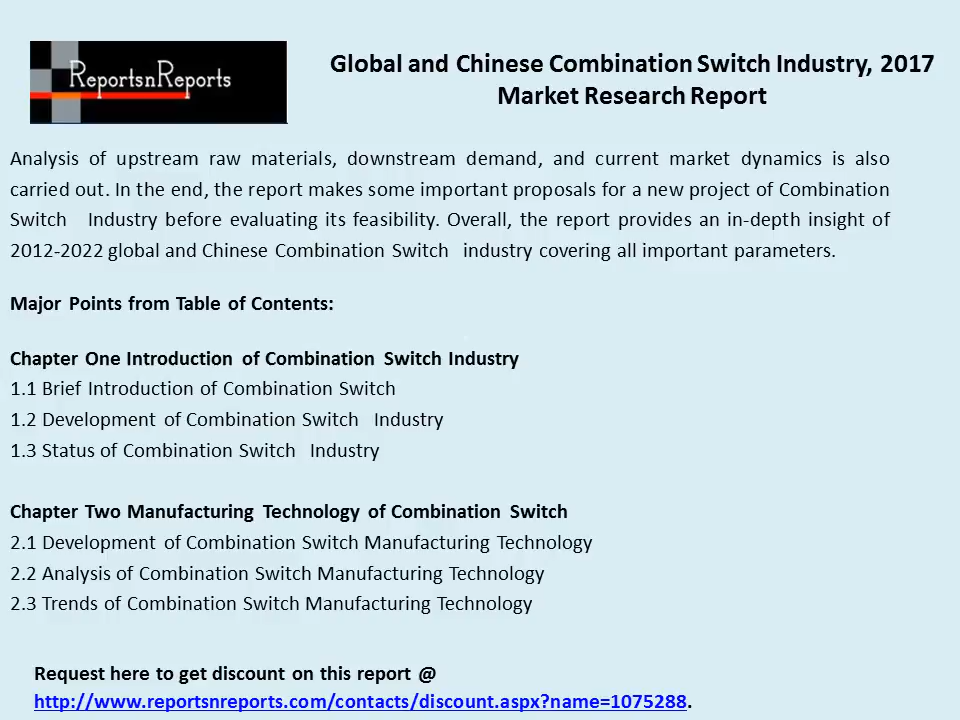 ReportsnReports
Global and Chinese Combination Switch Industry, 2017
Market Research Report
Analysis of upstream raw materials, downstream demand, and current market dynamics is also
carried out. In the end, the report makes some important proposals for a new project of Combination
Switch Industry before evaluating its feasibility. Overall, the report provides an in-depth insight of
2012-2022 global and Chinese Combination Switch industry covering all important parameters.
Major Points from Table of Contents:
Chapter One Introduction of Combination Switch Industry
1.1 Brief Introduction of Combination Switch
1.2 Development of Combination Switch Industry
1.3 Status of Combination Switch Industry
Chapter Two Manufacturing Technology of Combination Switch
2.1 Development of Combination Switch Manufacturing Technology
2.2 Analysis of Combination Switch Manufacturing Technology
2.3 Trends of Combination Switch Manufacturing Technology
Request here to get discount on this report @
http://www.reportsnreports.com/contacts/discount.aspx?name=1075288.